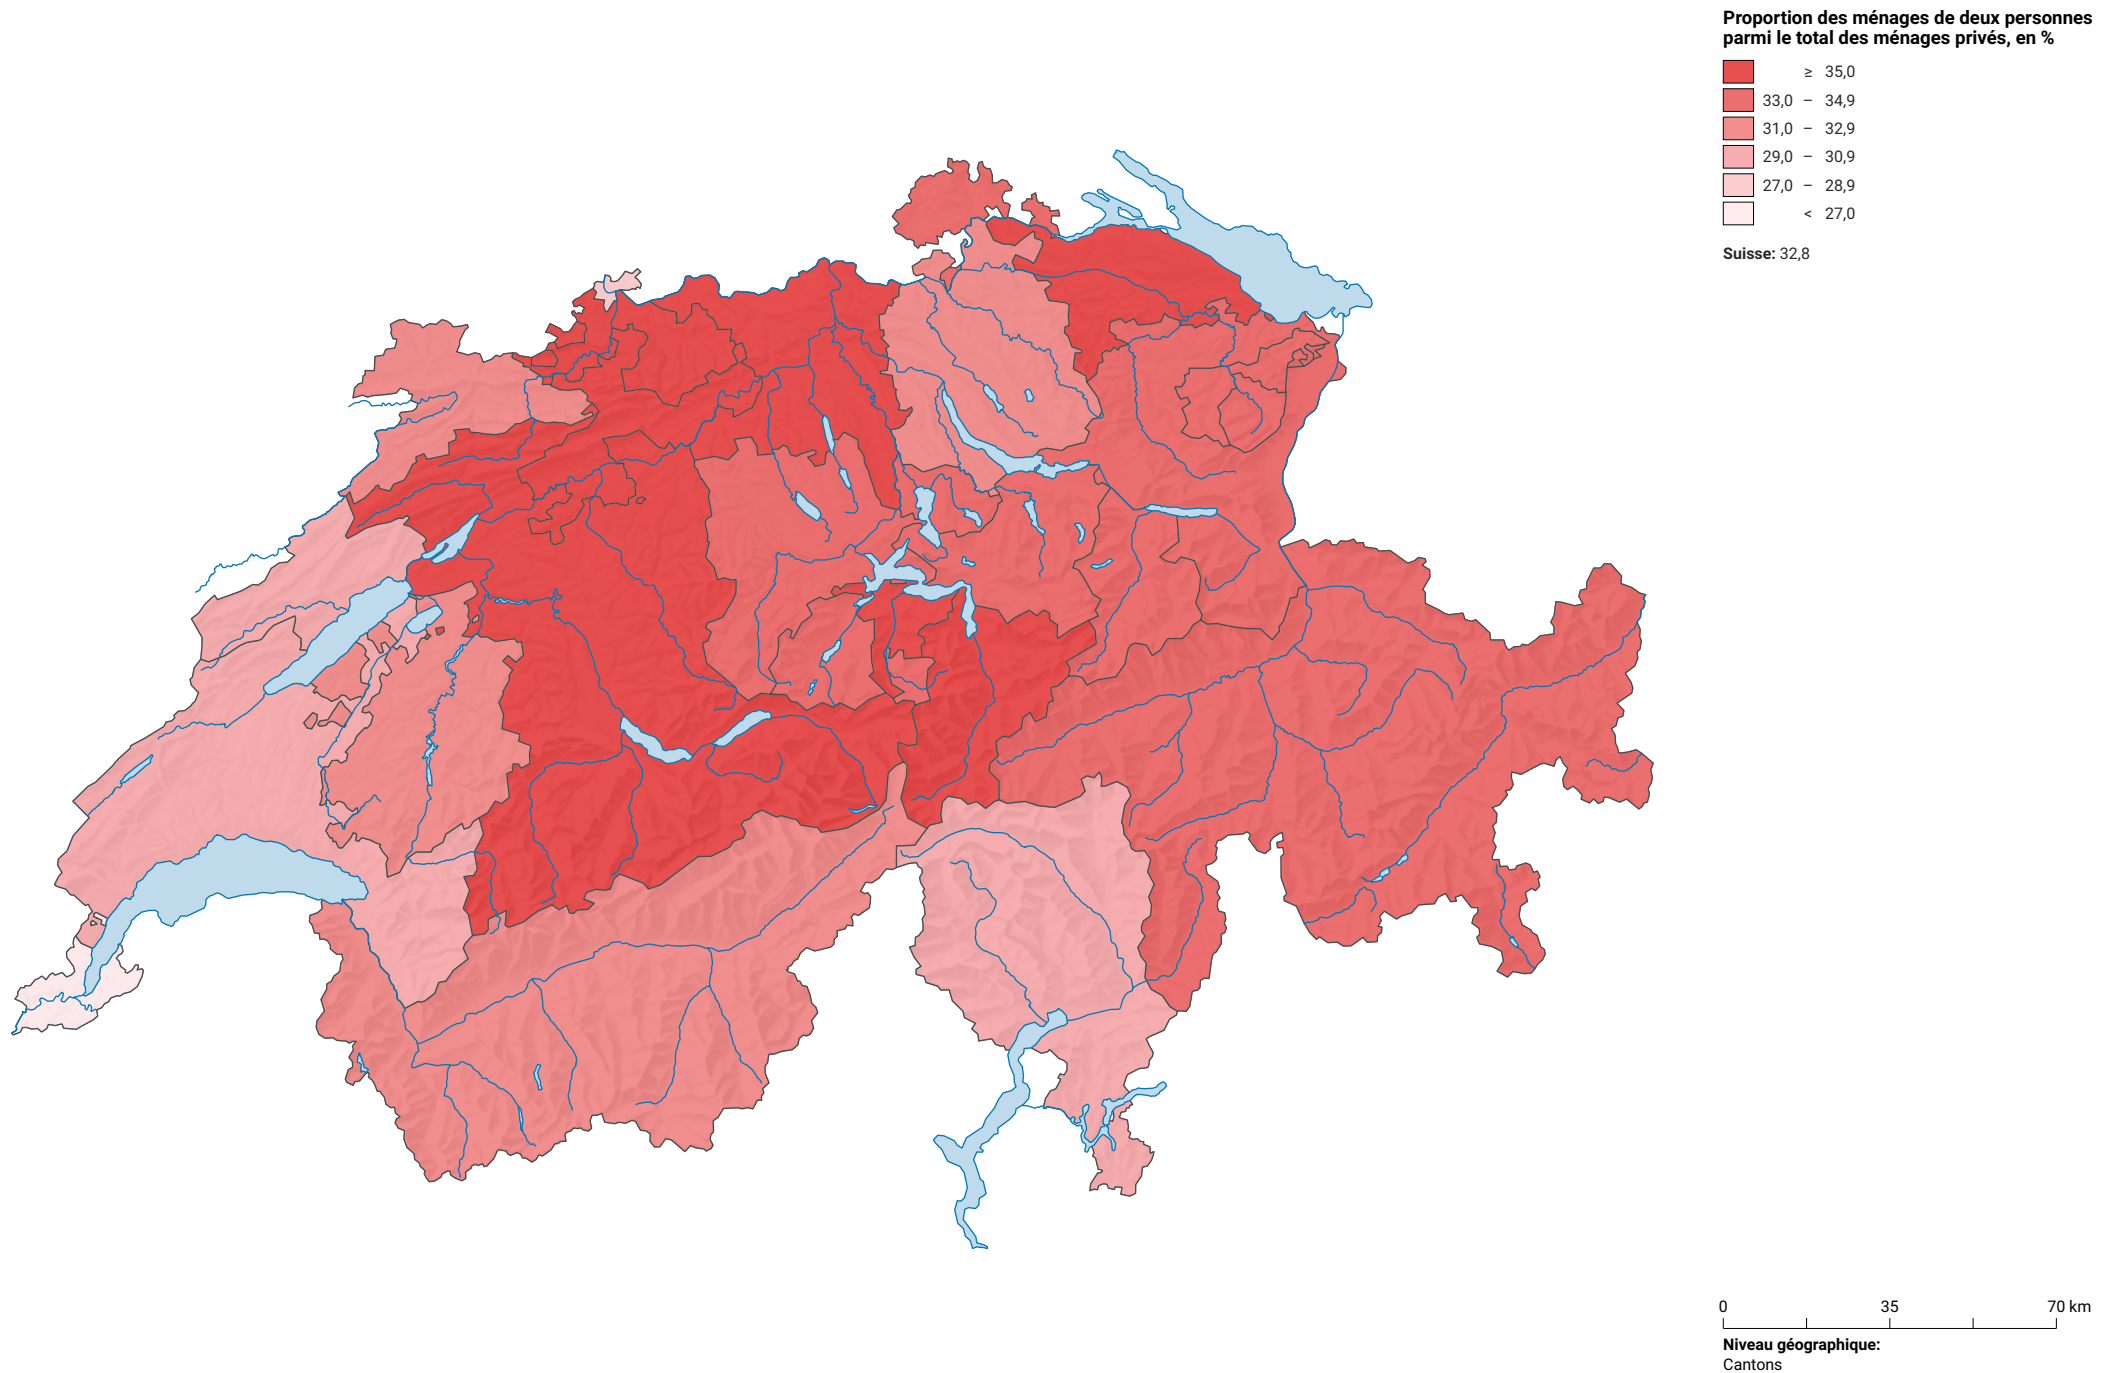 Proportion des ménages de deux personnes
parmi le total des ménages privés, en %
≥ 35,0
33,0 – 34,9
31,0 – 32,9
29,0 – 30,9
27,0 – 28,9
< 27,0
Suisse: 32,8
0 35 70 km
Niveau géographique:
Cantons